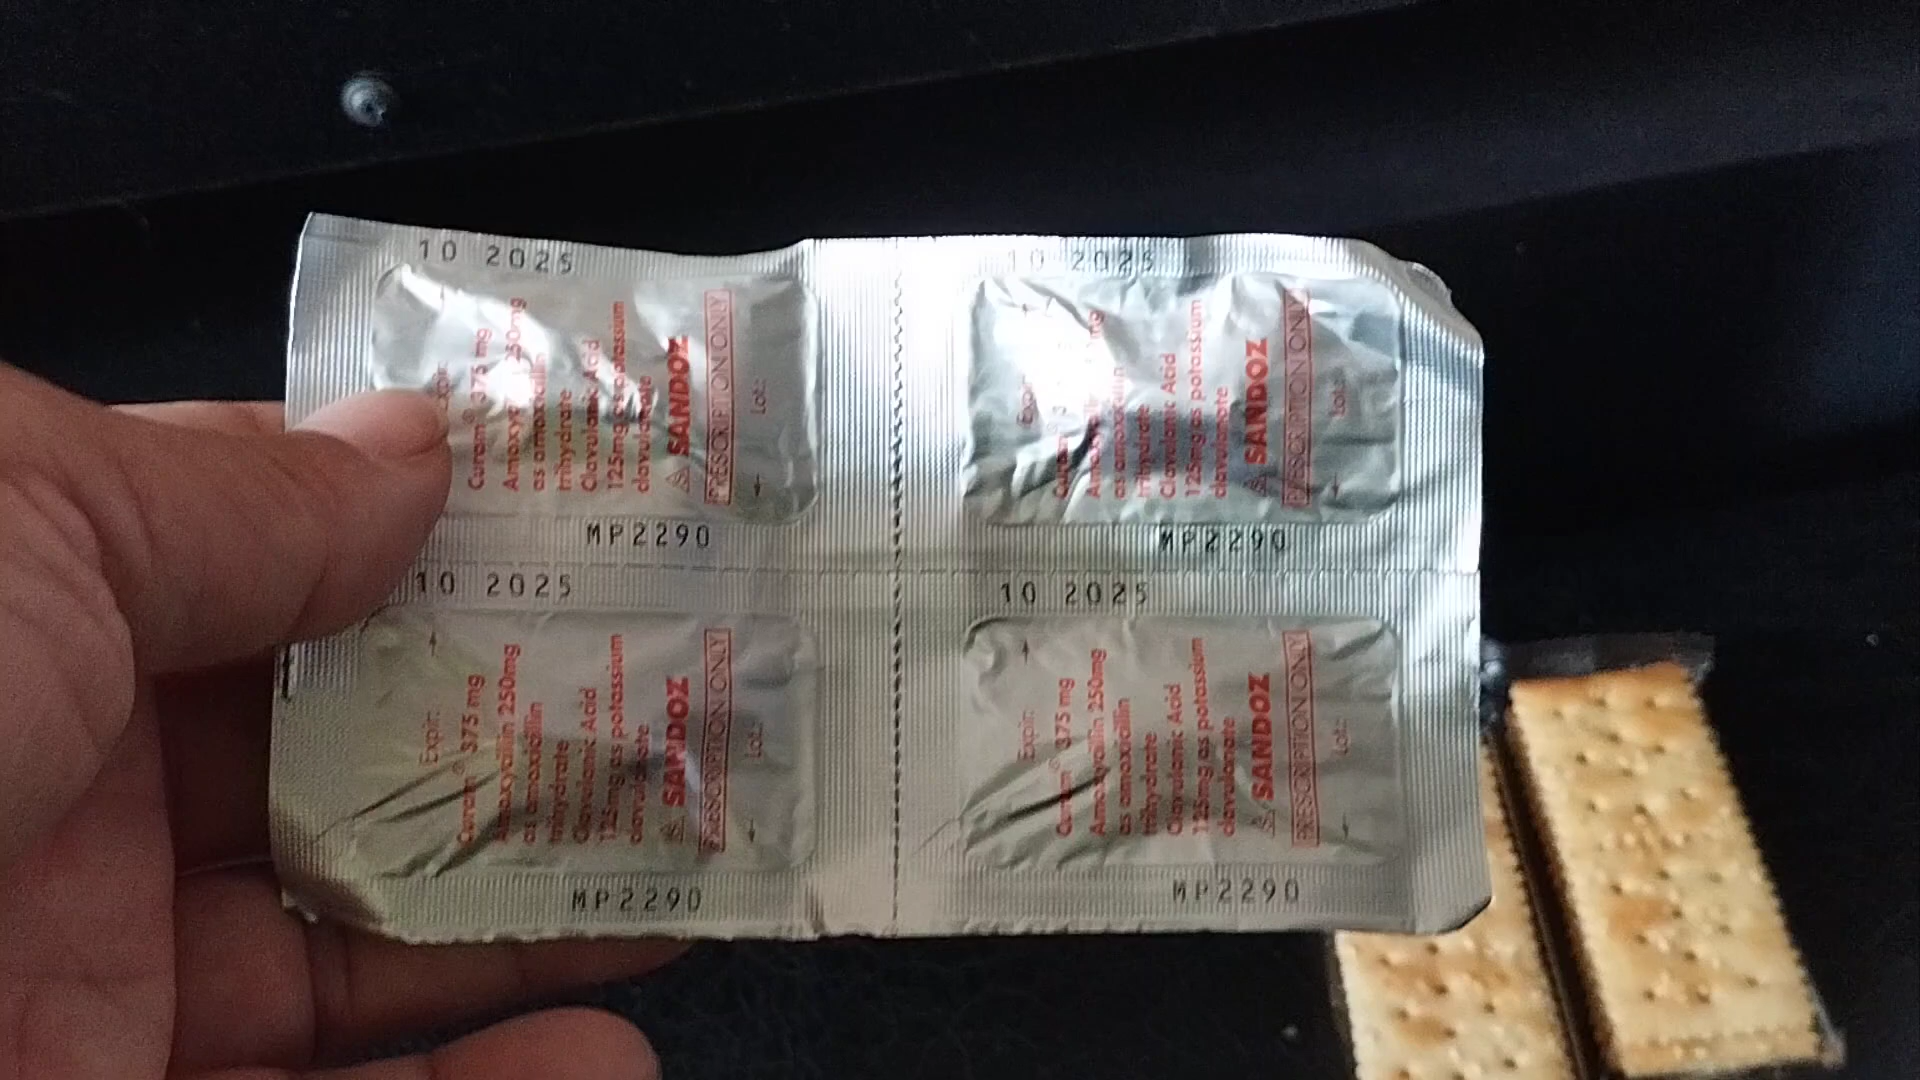 10 2025
Expir:
Curam® 375 mg
Amoxycillin 250mg
as amoxicillin
trihydrate
Clavulanic Acid
125mg as potassium
clavulanate
SANDOZ
PRESCRIPTION ONLY
Lot:
MP2290
10 2025
Expir:
as amoxicillin
trihydrate
Clavulanic Acid
125mg as potassium
clavulanate
SANDOZ
PRESCRIPTION ONLY
Lot:
MP2290
10 2025
Expir:
Curam® 375 mg
Amoxycillin 250mg
as amoxicillin
trihydrate
Clavulanic Acid
125mg as potassium
clavulanate
SANDOZ
PRESCRIPTION ONLY
Lot:
MP2290
10 2025
Expir:
Curam® 375 mg
Amoxycillin 250mg
as amoxicillin
trihydrate
Clavulanic Acid
125mg as potassium
clavulanate
SANDOZ
PRESCRIPTION ONLY
Lot:
MP2290